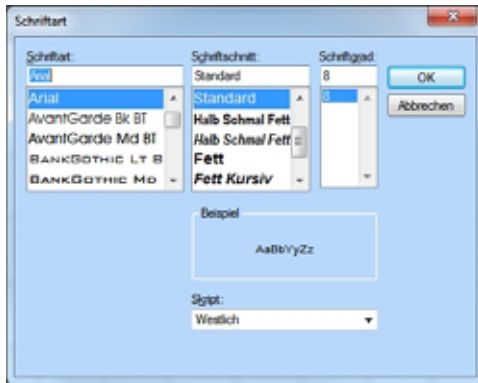 Schriftart
Schriftart: Schriftschnitt: Schriftgrad:
Arial Standard 8 OK
Arial Standard 8 Abbrechen
AvantGarde Bk BT Halb Schmal Fett
AvantGarde Md BT Halb Schmal Fett
BankGothic Lt B Fett
BankGothic Md Fett Kursiv
Beispiel
AaBbYyZz
Skript:
Westlich